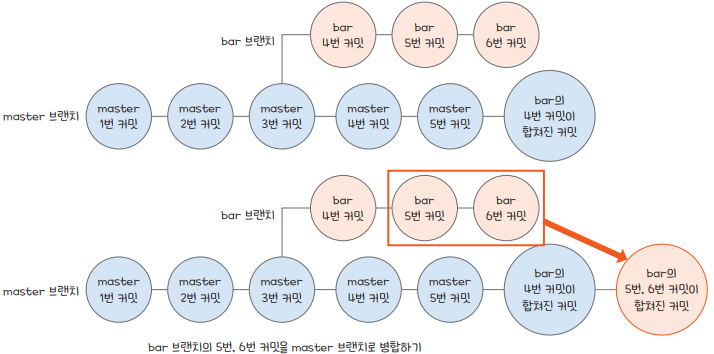 bar 브랜치
bar
4번 커밋
bar
5번 커밋
bar
6번 커밋
master 브랜치
master
1번 커밋
master
2번 커밋
master
3번 커밋
master
4번 커밋
master
5번 커밋
bar의
4번 커밋이
합쳐진 커밋
bar 브랜치
bar
4번 커밋
bar
5번 커밋
bar
6번 커밋
master 브랜치
master
1번 커밋
master
2번 커밋
master
3번 커밋
master
4번 커밋
master
5번 커밋
bar의
4번 커밋이
합쳐진 커밋
bar의
5번, 6번 커밋이
합쳐진 커밋
bar 브랜치의 5번, 6번 커밋을 master 브랜치로 병합하기